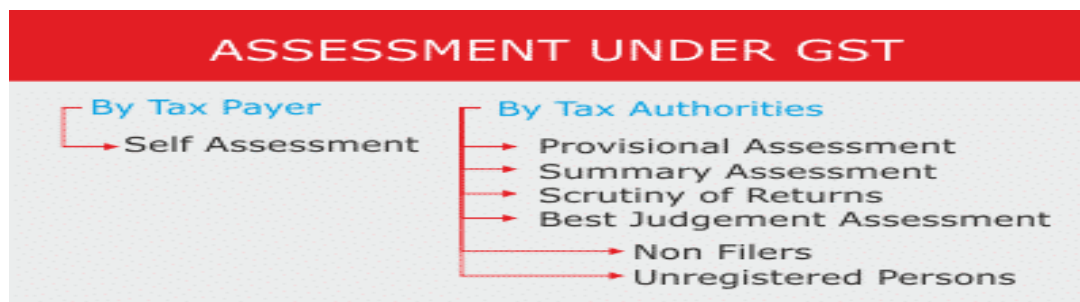 ASSESSMENT UNDER GST
By Tax Payer
Self Assessment
By Tax Authorities
Provisional Assessment
Summary Assessment
Scrutiny of Returns
Best Judgement Assessment
Non Filers
Unregistered Persons